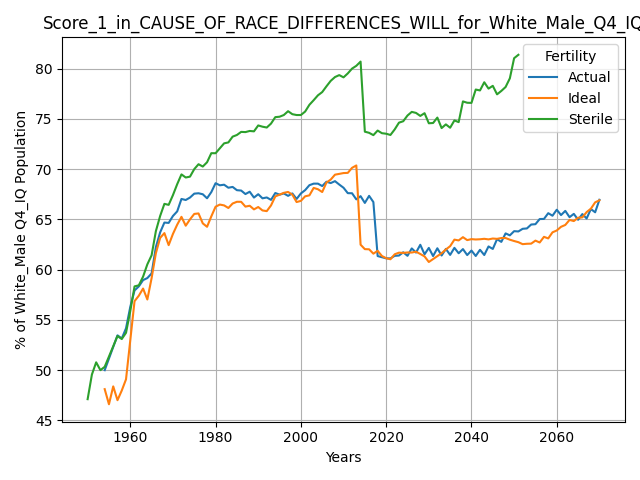 Score_1_in_CAUSE_OF_RACE_DIFFERENCES_WILL_for_White_Male_Q4_IQ
Fertility
Actual
Ideal
Sterile
80
75
70
65
60
55
50
45
% of White_Male Q4_IQ Population
1960 1980 2000 2020 2040 2060
Years